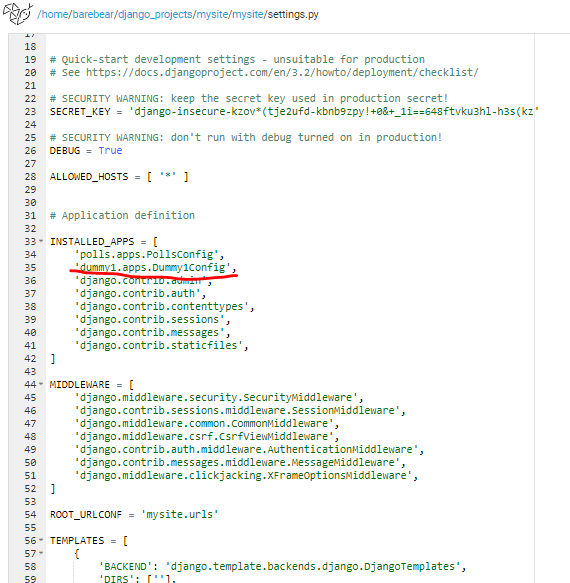 /home/barebear/django_projects/mysite/mysite/settings.py
17
18
19 # Quick-start development settings - unsuitable for production
20 # See https://docs.djangoproject.com/en/3.2/howto/deployment/checklist/
21
22 # SECURITY WARNING: keep the secret key used in production secret!
23 SECRET_KEY = 'django-insecure-kzov*(tje2ufd-kbnb9zpy!+0&+_1i==648ftvku3hl-h3s(kz'
24
25 # SECURITY WARNING: don't run with debug turned on in production!
26 DEBUG = True
27
28 ALLOWED_HOSTS = [ '*' ]
29
30
31 # Application definition
32
33 INSTALLED_APPS = [
34 'polls.apps.PollsConfig',
35 'dummy1.apps.Dummy1Config',
36 'django.contrib.admin',
37 'django.contrib.auth',
38 'django.contrib.contenttypes',
39 'django.contrib.sessions',
40 'django.contrib.messages',
41 'django.contrib.staticfiles',
42 ]
43
44 MIDDLEWARE = [
45 'django.middleware.security.SecurityMiddleware',
46 'django.contrib.sessions.middleware.SessionMiddleware',
47 'django.middleware.common.CommonMiddleware',
48 'django.middleware.csrf.CsrfViewMiddleware',
49 'django.contrib.auth.middleware.AuthenticationMiddleware',
50 'django.contrib.messages.middleware.MessageMiddleware',
51 'django.middleware.clickjacking.XFrameOptionsMiddleware',
52 ]
53
54 ROOT_URLCONF = 'mysite.urls'
55
56 TEMPLATES = [
57 {
58 'BACKEND': 'django.template.backends.django.DjangoTemplates',
59 'DIRS': [''],